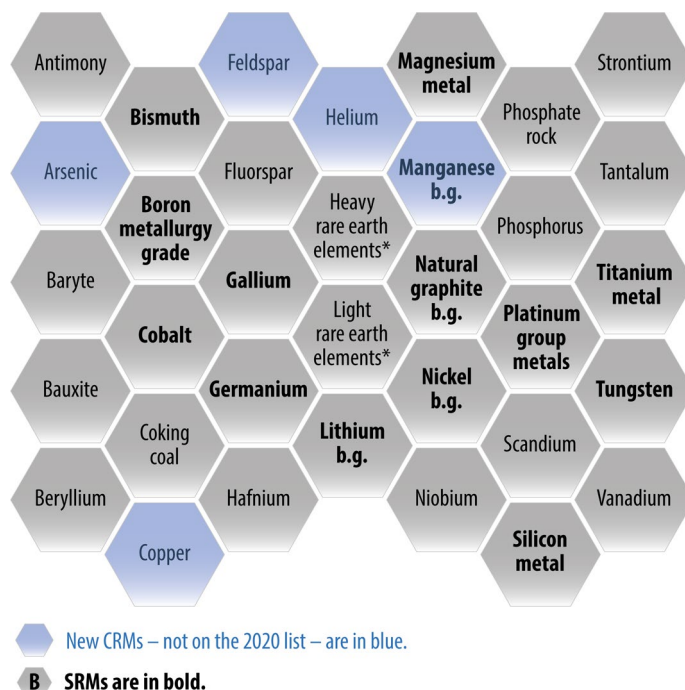 Antimony
Arsenic
Baryte
Bauxite
Beryllium
Bismuth
Boron
metallurgy
grade
Cobalt
Coking
coal
Copper
Feldspar
Fluorspar
Gallium
Germanium
Hafnium
Helium
Heavy
rare earth
elements*
Light
rare earth
elements*
Lithium
b.g.
Magnesium
metal
Manganese
b.g.
Natural
graphite
b.g.
Nickel
b.g.
Niobium
Phosphate
rock
Phosphorus
Platinum
group
metals
Scandium
Silicon
metal
Strontium
Tantalum
Titanium
metal
Tungsten
Vanadium
New CRMs – not on the 2020 list – are in blue.
B SRMs are in bold.